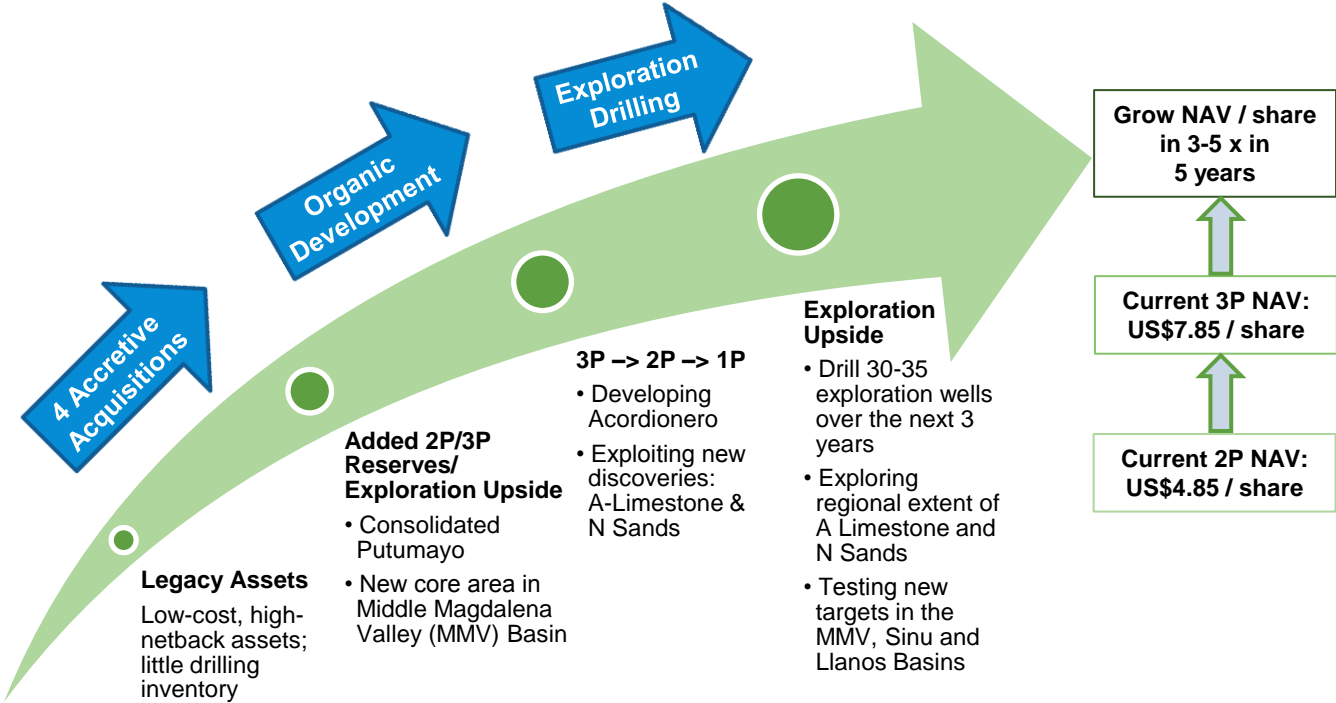 4 Accretive
Acquisitions
Organic
Development
Exploration
Drilling
Legacy Assets
Low-cost, high-
netback assets;
little drilling
inventory
Added 2P/3P
Reserves/
Exploration Upside
• Consolidated
Putumayo
• New core area in
Middle Magdalena
Valley (MMV) Basin
3P –> 2P –> 1P
• Developing
Acordionero
• Exploiting new
discoveries:
A-Limestone &
N Sands
Exploration
Upside
• Drill 30-35
exploration wells
over the next 3
years
• Exploring
regional extent of
A Limestone and
N Sands
• Testing new
targets in the
MMV, Sinu and
Llanos Basins
Grow NAV / share
in 3-5 x in
5 years
Current 3P NAV:
US$7.85 / share
Current 2P NAV:
US$4.85 / share